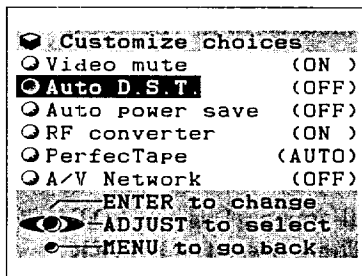 Customize choices
Video mute (ON )
Auto D.S.T. (OFF)
Auto power save (OFF)
RF converter (ON )
PerfecTape (AUTO)
A/V Network (OFF)
ENTER to change
ADJUST to select
MENU to go back